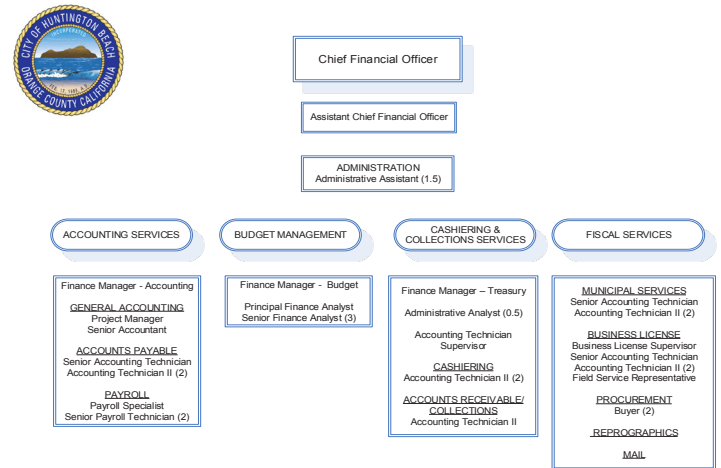 CITY OF HUNTINGTON BEACH
INCORPORATED
FEB. 17, 1909, P.M.
ORANGE COUNTY CALIFORNIA
Chief Financial Officer
Assistant Chief Financial Officer
ADMINISTRATION
Administrative Assistant (1.5)
ACCOUNTING SERVICES
BUDGET MANAGEMENT
CASHIERING &
COLLECTIONS SERVICES
FISCAL SERVICES
Finance Manager - Accounting
GENERAL ACCOUNTING
Project Manager
Senior Accountant
ACCOUNTS PAYABLE
Senior Accounting Technician
Accounting Technician II (2)
PAYROLL
Payroll Specialist
Senior Payroll Technician (2)
Finance Manager - Budget
Principal Finance Analyst
Senior Finance Analyst (3)
Finance Manager – Treasury
Administrative Analyst (0.5)
Accounting Technician
Supervisor
CASHIERING
Accounting Technician II (2)
ACCOUNTS RECEIVABLE/
COLLECTIONS
Accounting Technician II
MUNICIPAL SERVICES
Senior Accounting Technician
Accounting Technician II (2)
BUSINESS LICENSE
Business License Supervisor
Senior Accounting Technician
Accounting Technician II (2)
Field Service Representative
PROCUREMENT
Buyer (2)
REPROGRAPHICS
MAIL